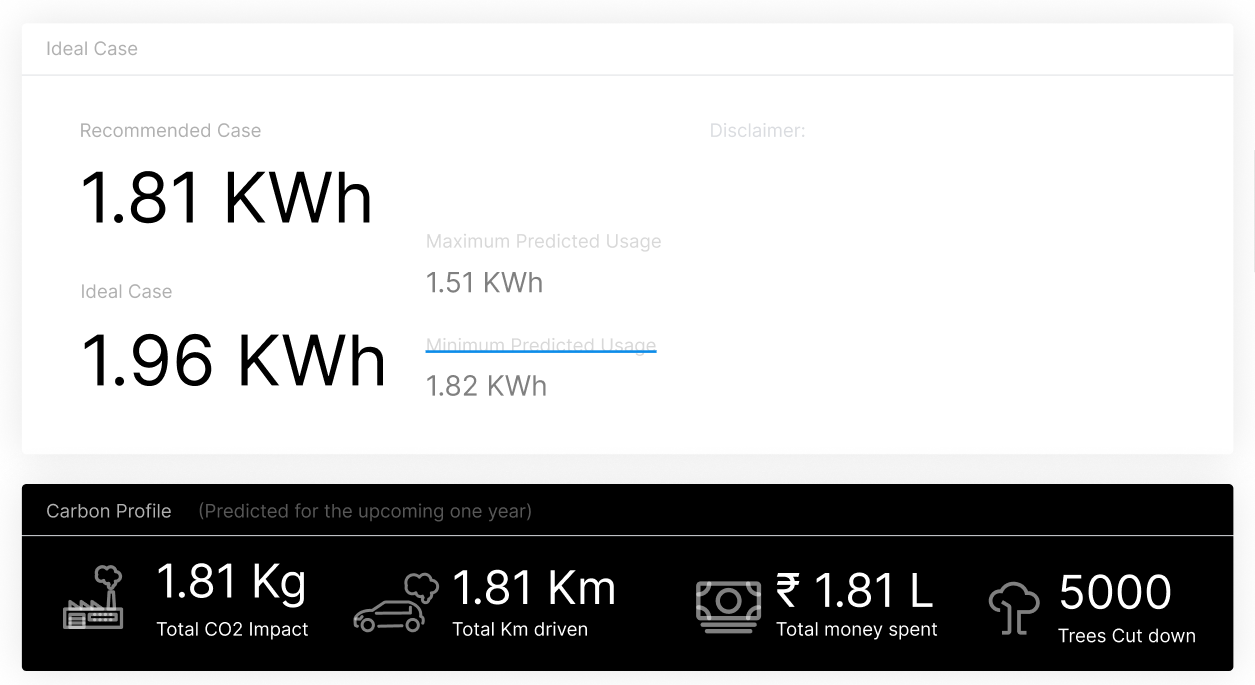 Ideal Case
Recommended Case
1.81 KWh
Ideal Case
1.96 KWh
Maximum Predicted Usage
1.51 KWh
Minimum Predicted Usage
1.82 KWh
Disclaimer:
Carbon Profile (Predicted for the upcoming one year)
1.81 Kg
Total CO2 Impact
1.81 Km
Total Km driven
₹ 1.81 L
Total money spent
5000
Trees Cut down